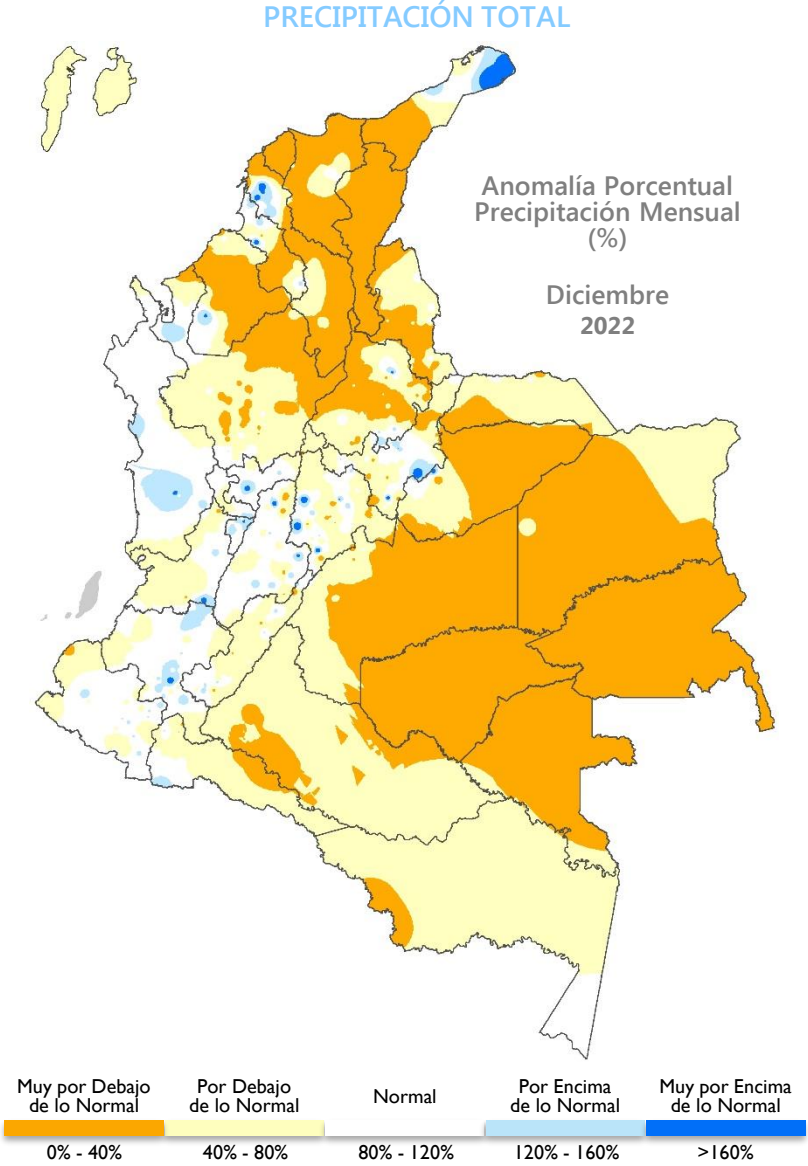 PRECIPITACIÓN TOTAL
Anomalía Porcentual
Precipitación Mensual
(%)
Diciembre
2022
Muy por Debajo
de lo Normal
Por Debajo
de lo Normal
Normal
Por Encima
de lo Normal
Muy por Encima
de lo Normal
0% - 40%
40% - 80%
80% - 120%
120% - 160%
>160%